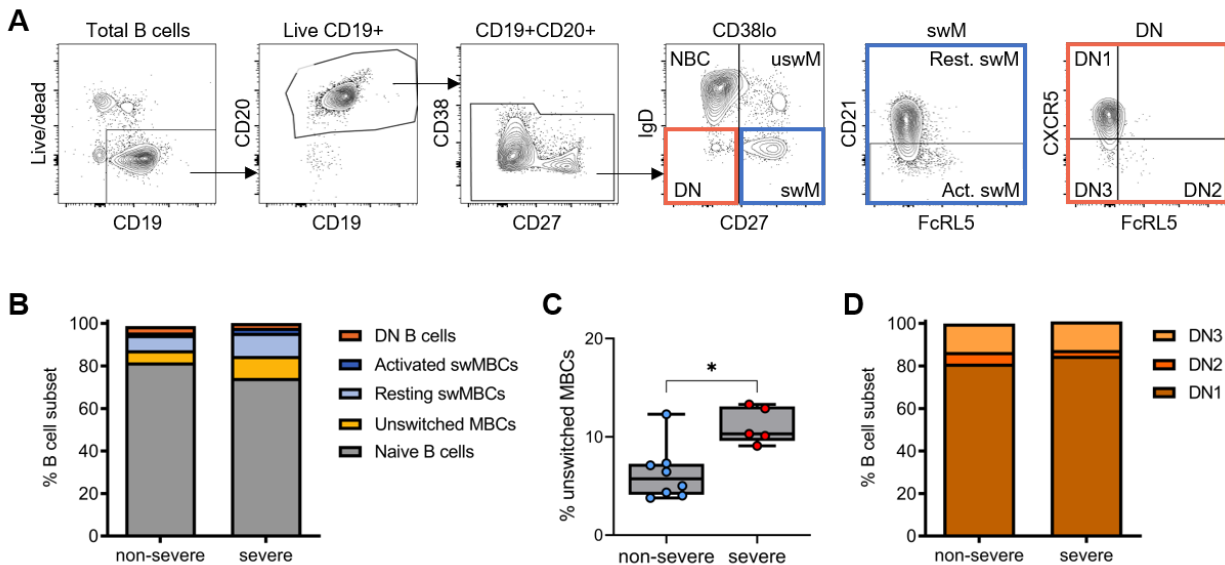 A
Total B cells
Live CD19+
CD19+CD20+
CD38lo
swM
DN
Live/dead
CD19
CD20
CD19
CD38
CD27
NBC
uswM
IgD
DN
swM
CD27
Rest. swM
CD21
Act. swM
FcRL5
DN1
CXCR5
DN3
DN2
FcRL5
B
% B cell subset
100
80
60
40
20
0
non-severe
severe
DN B cells
Activated swMBCs
Resting swMBCs
Unswitched MBCs
Naive B cells
C
% unswitched MBCs
20
10
0
*
non-severe
severe
D
% B cell subset
100
80
60
40
20
0
non-severe
severe
DN3
DN2
DN1